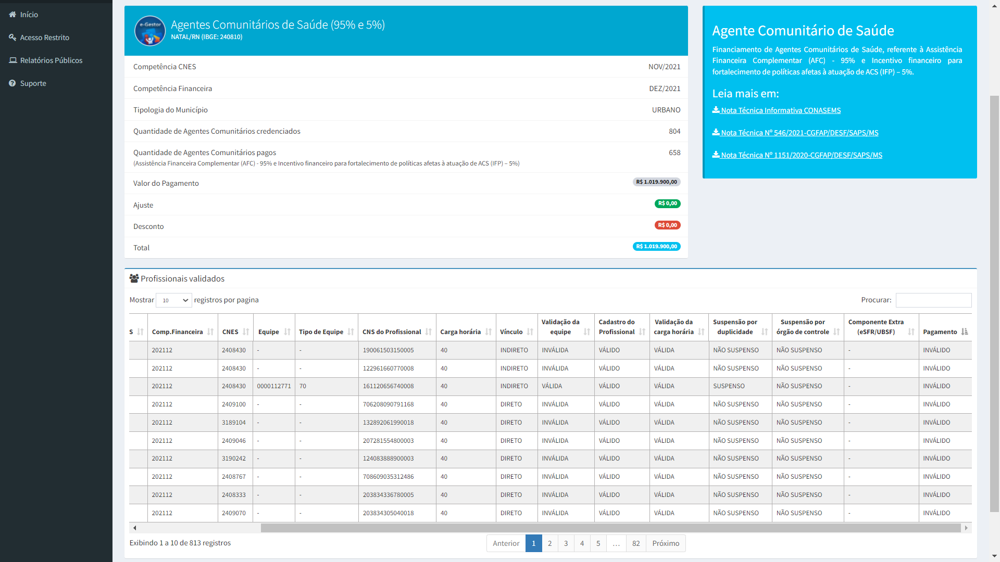 Início
Acesso Restrito
Relatórios Públicos
Suporte
e-Gestor
Agentes Comunitários de Saúde (95% e 5%)
NATAL/RN (IBGE: 240810)
Competência CNES NOV/2021
Competência Financeira DEZ/2021
Tipologia do Município URBANO
Quantidade de Agentes Comunitários credenciados 804
Quantidade de Agentes Comunitários pagos 658
(Assistência Financeira Complementar (AFC) - 95% e Incentivo financeiro para fortalecimento de políticas afetas à atuação de ACS (IFP) – 5%)
Valor do Pagamento R$ 1.019.900,00
Ajuste R$ 0,00
Desconto R$ 0,00
Total R$ 1.019.900,00
Agente Comunitário de Saúde
Financiamento de Agentes Comunitários de Saúde, referente à Assistência
Financeira Complementar (AFC) - 95% e Incentivo financeiro para
fortalecimento de políticas afetas à atuação de ACS (IFP) – 5%.
Leia mais em:
Nota Técnica Informativa CONASEMS
Nota Técnica Nº 546/2021-CGFAP/DESF/SAPS/MS
Nota Técnica Nº 1151/2020-CGFAP/DESF/SAPS/MS
Profissionais validados
Mostrar 10 registros por pagina Procurar:
S Comp.Financeira CNES Equipe Tipo de Equipe CNS do Profissional Carga horária Vínculo Validação da equipe Cadastro do Profissional Validação da carga horária Suspensão por duplicidade Suspensão por órgão de controle Componente Extra (eSFR/UBSF) Pagamento
202112 2408430 - - 190061503150005 40 INDIRETO INVÁLIDA VÁLIDO VÁLIDA NÃO SUSPENSO NÃO SUSPENSO - INVÁLIDO
202112 2408430 - - 122961660770008 40 INDIRETO INVÁLIDA VÁLIDO VÁLIDA NÃO SUSPENSO NÃO SUSPENSO - INVÁLIDO
202112 2408430 0000112771 70 161120656740008 40 INDIRETO VÁLIDA VÁLIDO VÁLIDA SUSPENSO NÃO SUSPENSO - INVÁLIDO
202112 2409100 - - 706208090791168 40 DIRETO INVÁLIDA VÁLIDO VÁLIDA NÃO SUSPENSO NÃO SUSPENSO - INVÁLIDO
202112 3189104 - - 132892061990018 40 DIRETO INVÁLIDA VÁLIDO VÁLIDA NÃO SUSPENSO NÃO SUSPENSO - INVÁLIDO
202112 2409046 - - 207281554800003 40 DIRETO INVÁLIDA VÁLIDO VÁLIDA NÃO SUSPENSO NÃO SUSPENSO - INVÁLIDO
202112 3190242 - - 124083888900003 40 DIRETO INVÁLIDA VÁLIDO VÁLIDA NÃO SUSPENSO NÃO SUSPENSO - INVÁLIDO
202112 2408767 - - 708609035312486 40 DIRETO INVÁLIDA VÁLIDO VÁLIDA NÃO SUSPENSO NÃO SUSPENSO - INVÁLIDO
202112 2408333 - - 203834336780005 40 DIRETO INVÁLIDA VÁLIDO VÁLIDA NÃO SUSPENSO NÃO SUSPENSO - INVÁLIDO
202112 2409070 - - 203834305040018 40 DIRETO INVÁLIDA VÁLIDO VÁLIDA NÃO SUSPENSO NÃO SUSPENSO - INVÁLIDO
Exibindo 1 a 10 de 813 registros Anterior 1 2 3 4 5 … 82 Próximo